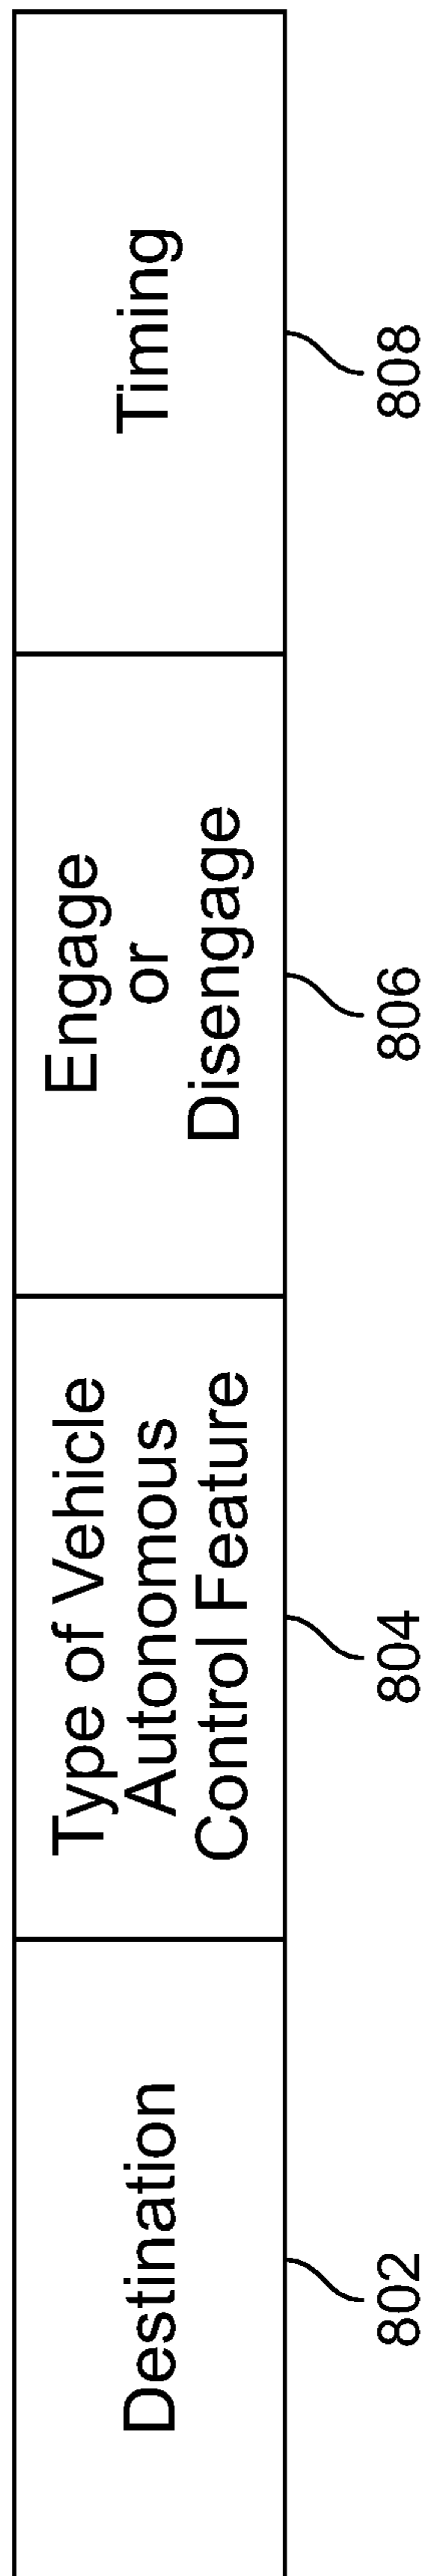 Destination
Type of Vehicle
Autonomous
Control Feature
Engage
or
Disengage
Timing
802
804
806
808